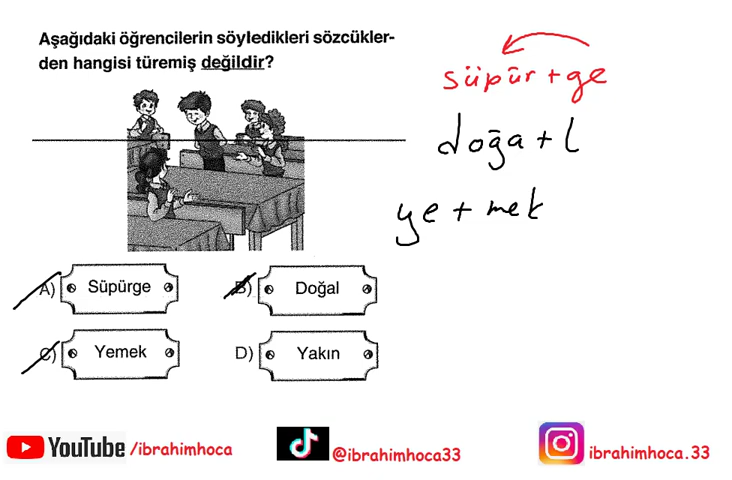 Aşağıdaki öğrencilerin söyledikleri sözcükler-
den hangisi türemiş değildir?
süpür+ge
doğa+l
ye+mek
A) Süpürge
B) Doğal
C) Yemek
D) Yakın
YouTube /ibrahimhoca
@ibrahimhoca33
ibrahimhoca.33